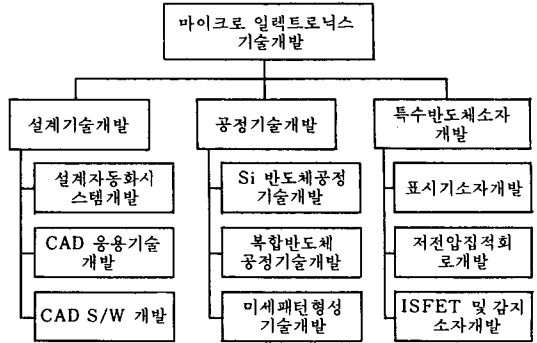 마이크로 일렉트로닉스
기술개발
설계기술개발
공정기술개발
특수반도체소자
개발
설계자동화시
스템개발
CAD 응용기술
개발
CAD S/W 개발
Si 반도체공정
기술개발
복합반도체
공정기술개발
미세패턴형성
기술개발
표시기소자개발
저전압집적회
로개발
ISFET 및 감지
소자개발